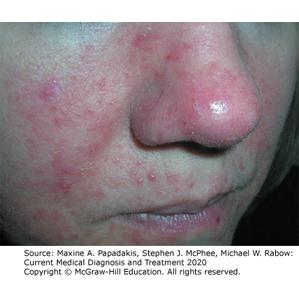 Source: Maxine A. Papadakis, Stephen J. McPhee, Michael W. Rabow:
Current Medical Diagnosis and Treatment 2020
Copyright © McGraw-Hill Education. All rights reserved.